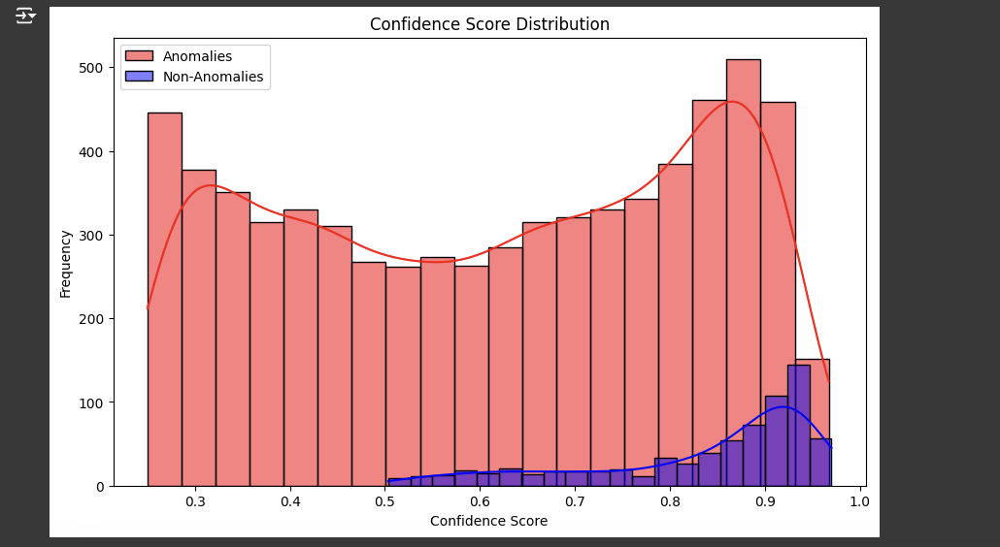 Confidence Score Distribution
Anomalies
Non-Anomalies
500
400
300
200
100
0
Frequency
0.3 0.4 0.5 0.6 0.7 0.8 0.9 1.0
Confidence Score